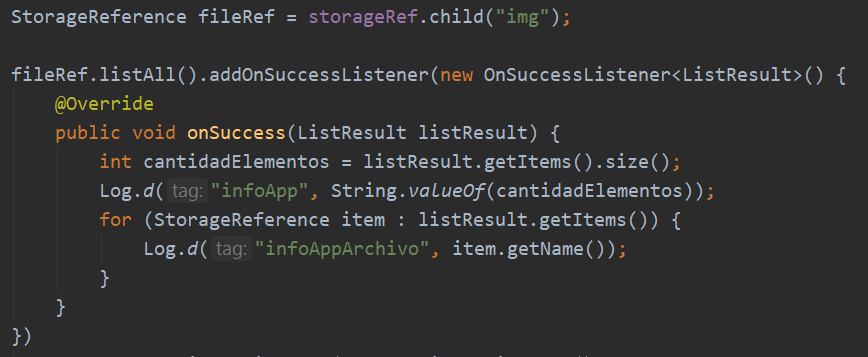 StorageReference fileRef = storageRef.child("img");
fileRef.listAll().addOnSuccessListener(new OnSuccessListener<ListResult>() {
@Override
public void onSuccess(ListResult listResult) {
int cantidadElementos = listResult.getItems().size();
Log.d( tag: "infoApp", String.valueOf(cantidadElementos));
for (StorageReference item : listResult.getItems()) {
Log.d( tag: "infoAppArchivo", item.getName());
}
}
})